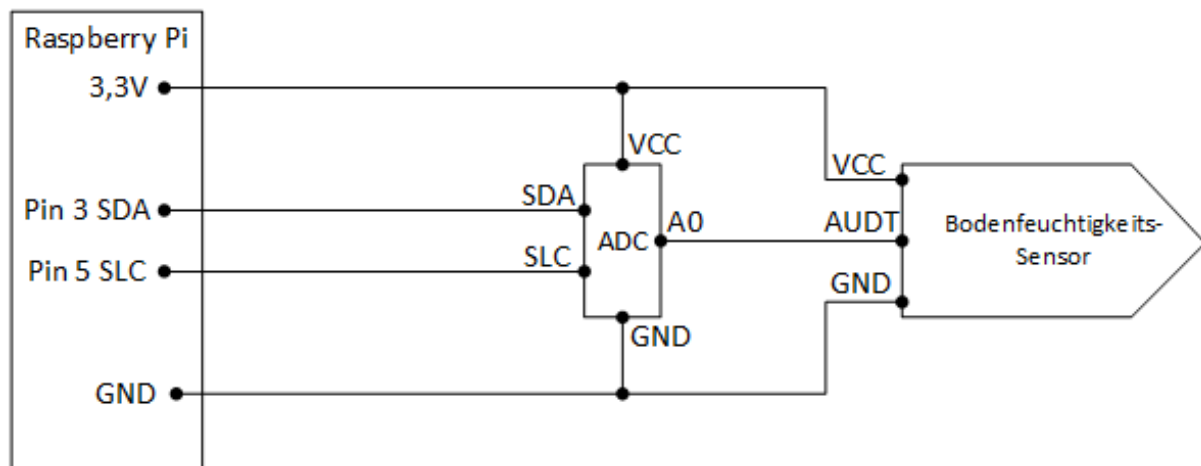 Raspberry Pi
3,3V
VCC
VCC
SDA
Pin 3 SDA
A0
AUDT
ADC
Bodenfeuchtigkeits-
Sensor
SLC
Pin 5 SLC
GND
GND
GND